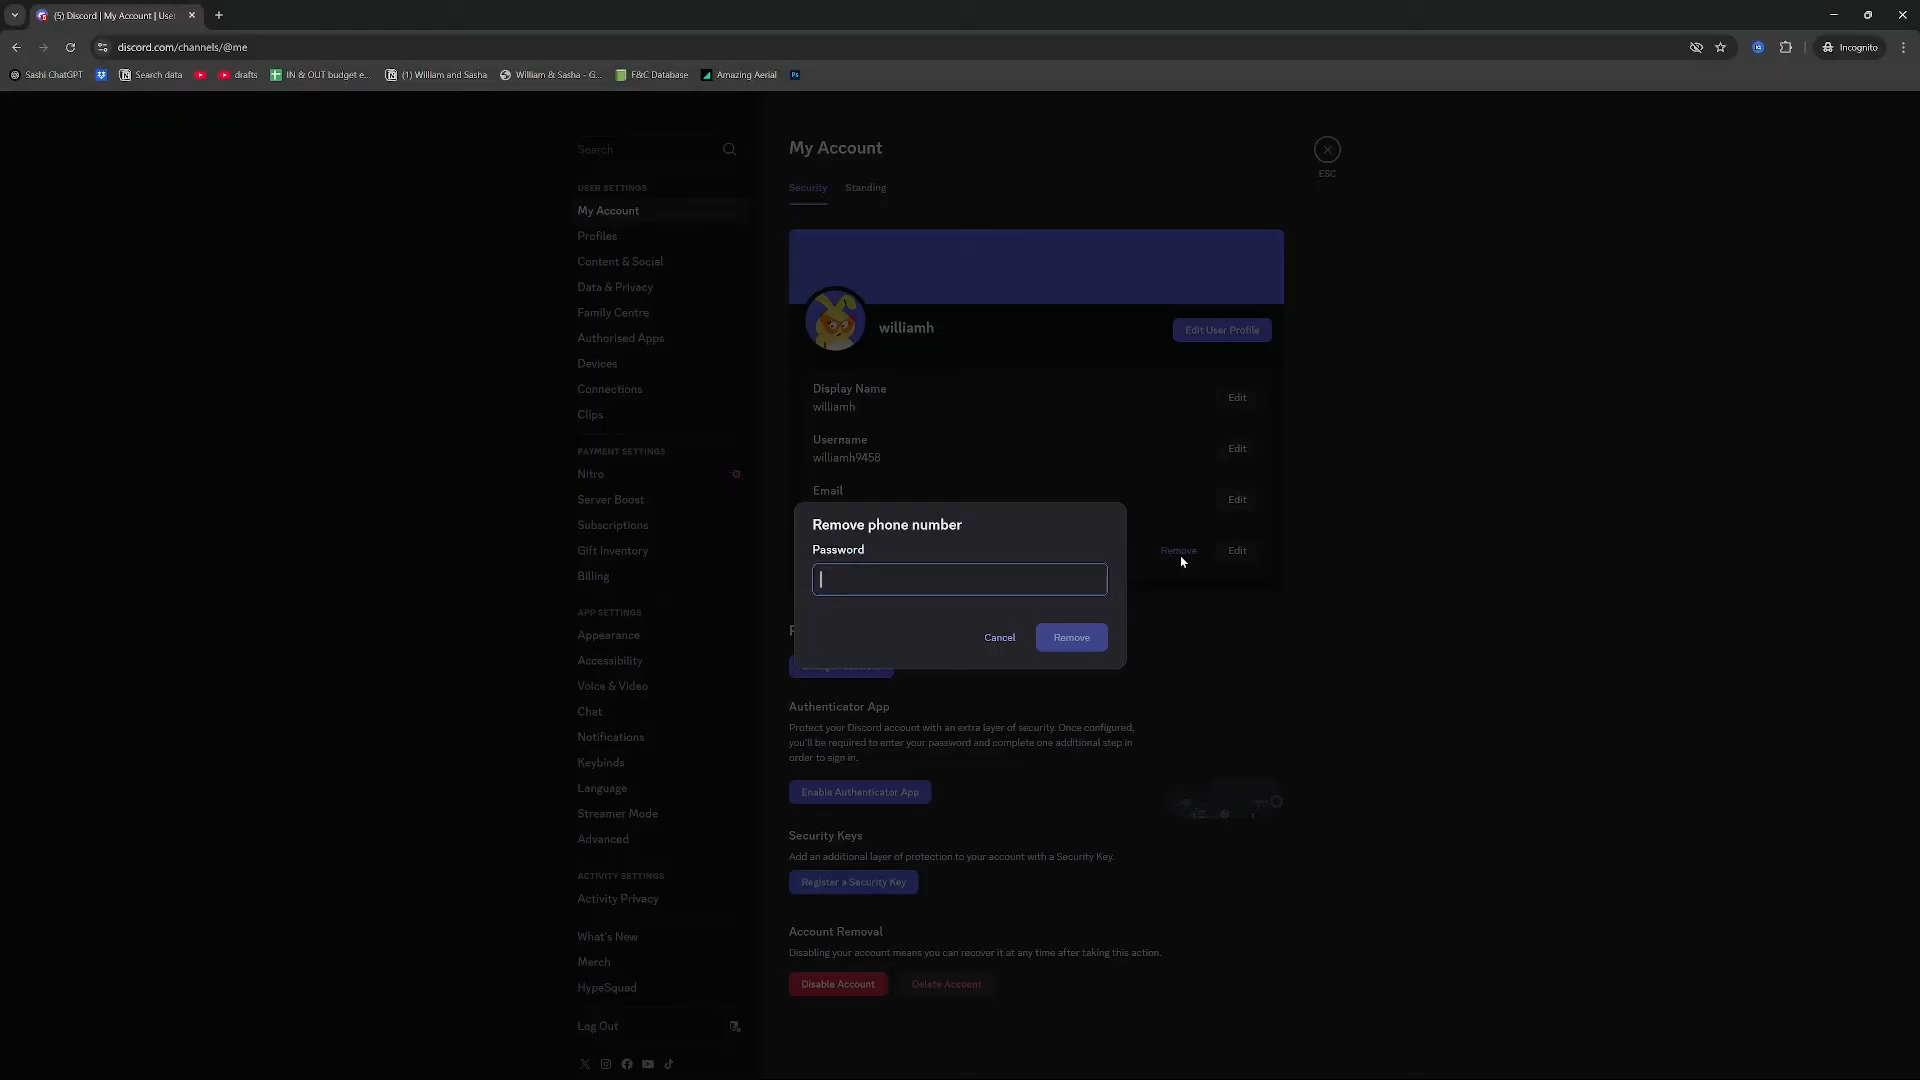 (5) Discord | My Account | Use
discord.com/channels/@me
Incognito
Sashi ChatGPT
Search data
drafts
IN & OUT budget e...
(1) William and Sasha
William & Sasha - G...
F&C Database
Amazing Aerial
Ps
Search
USER SETTINGS
My Account
Profiles
Content & Social
Data & Privacy
Family Centre
Authorised Apps
Devices
Connections
Clips
PAYMENT SETTINGS
Nitro
Server Boost
Subscriptions
Gift Inventory
Billing
APP SETTINGS
Appearance
Accessibility
Voice & Video
Chat
Notifications
Keybinds
Language
Streamer Mode
Advanced
ACTIVITY SETTINGS
Activity Privacy
What's New
Merch
HypeSquad
Log Out
My Account
ESC
Security
Standing
williamh
Edit User Profile
Display Name
williamh
Edit
Username
williamh9458
Edit
Email
Edit
Remove
Edit
Remove phone number
Password
Cancel
Remove
Authenticator App
Protect your Discord account with an extra layer of security. Once configured,
you'll be required to enter your password and complete one additional step in
order to sign in.
Enable Authenticator App
Security Keys
Add an additional layer of protection to your account with a Security Key.
Register a Security Key
Account Removal
Disabling your account means you can recover it at any time after taking this action.
Disable Account
Delete Account